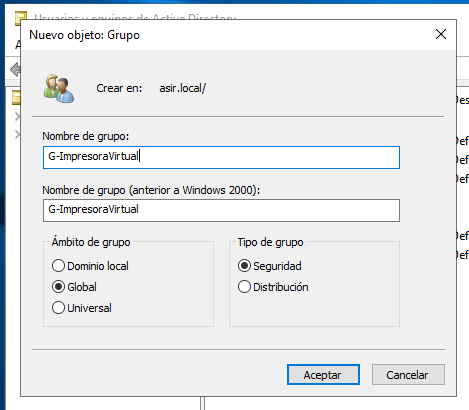 Usuarios y equipos de Active Directory
Nuevo objeto: Grupo
Crear en: asir.local/
Nombre de grupo:
G-ImpresoraVirtual
Nombre de grupo (anterior a Windows 2000):
G-ImpresoraVirtual
Ámbito de grupo
Dominio local
Global
Universal
Tipo de grupo
Seguridad
Distribución
Aceptar
Cancelar